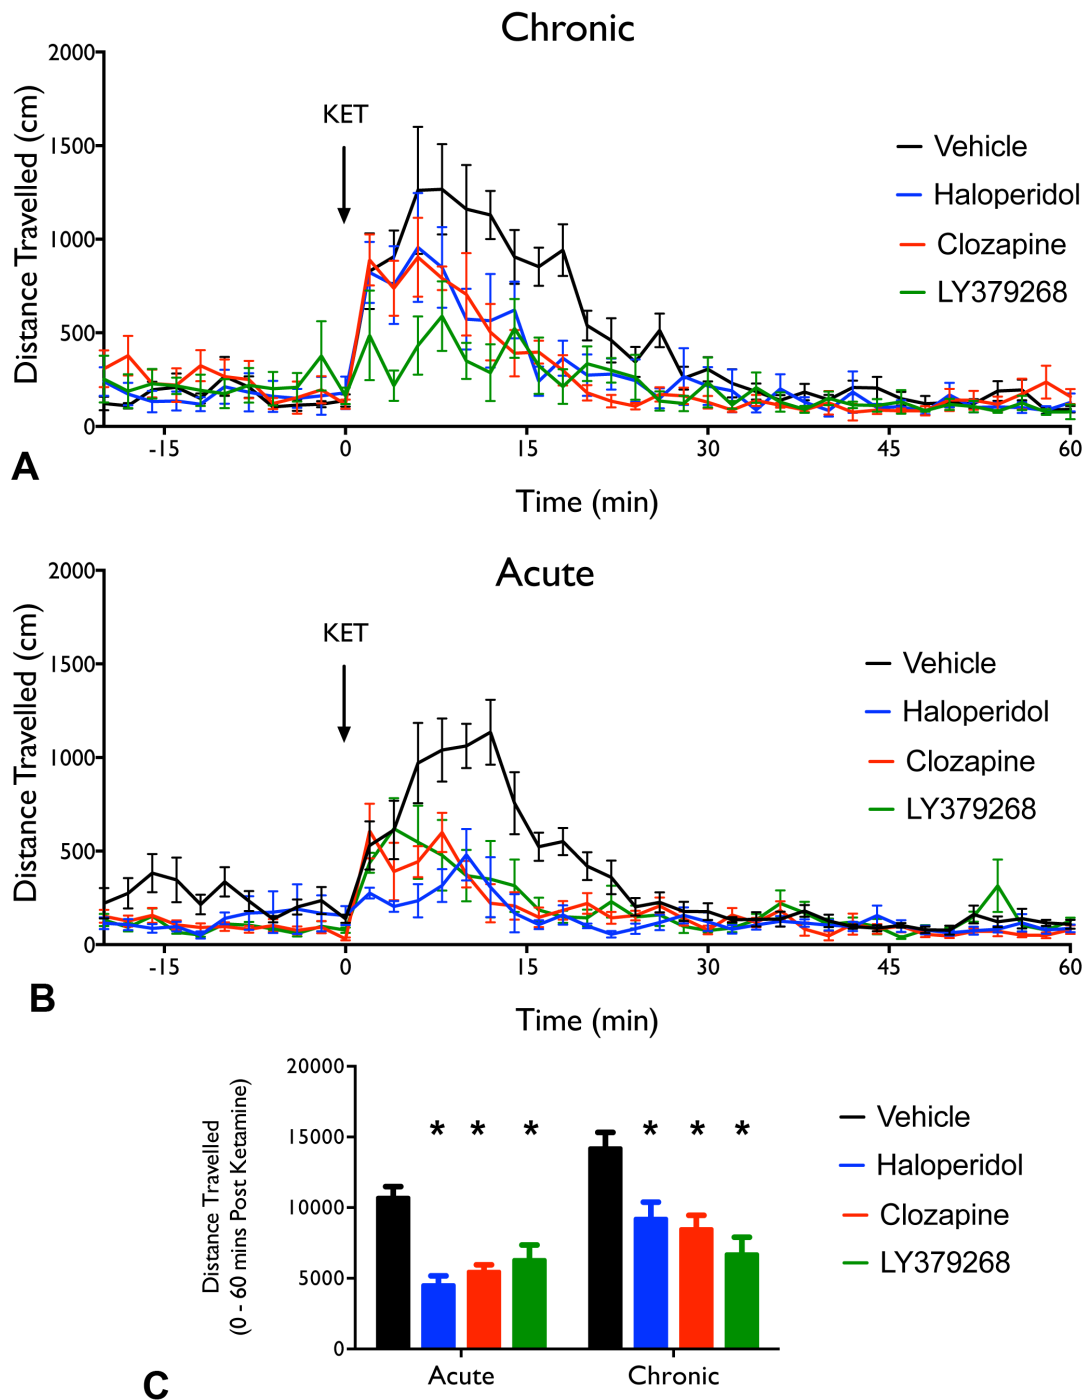 Chronic
2000
1500
1000
500
0
Distance Travelled (cm)
KET
Vehicle
Haloperidol
Clozapine
LY379268
-15 0 15 30 45 60
A
Time (min)
Acute
2000
1500
1000
500
0
Distance Travelled (cm)
KET
Vehicle
Haloperidol
Clozapine
LY379268
-15 0 15 30 45 60
B
Time (min)
20000
15000
10000
5000
0
Distance Travelled
(0 - 60 mins Post Ketamine)
* * * * * *
Vehicle
Haloperidol
Clozapine
LY379268
Acute Chronic
C